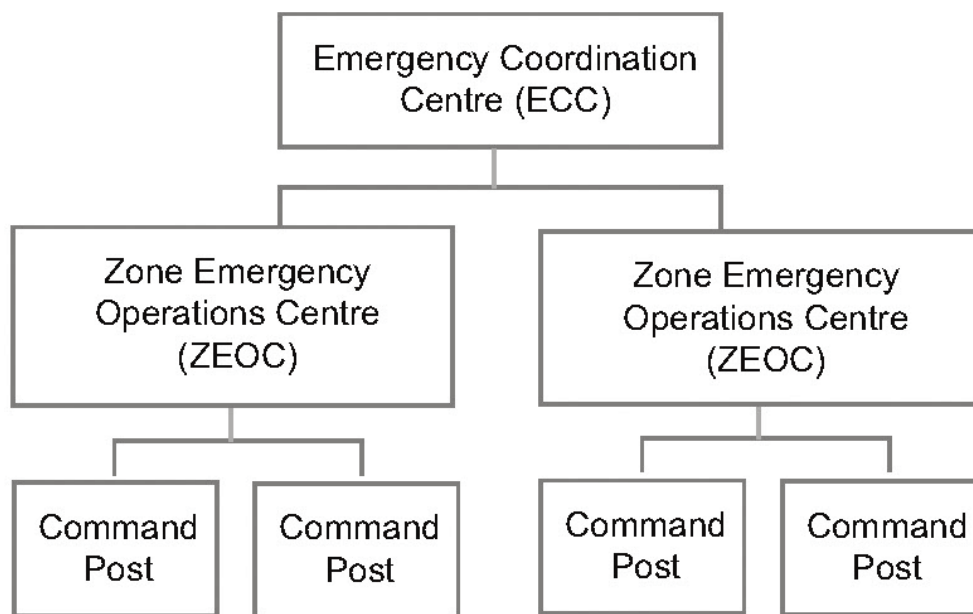 Emergency Coordination
Centre (ECC)
Zone Emergency
Operations Centre
(ZEOC)
Zone Emergency
Operations Centre
(ZEOC)
Command
Post
Command
Post
Command
Post
Command
Post